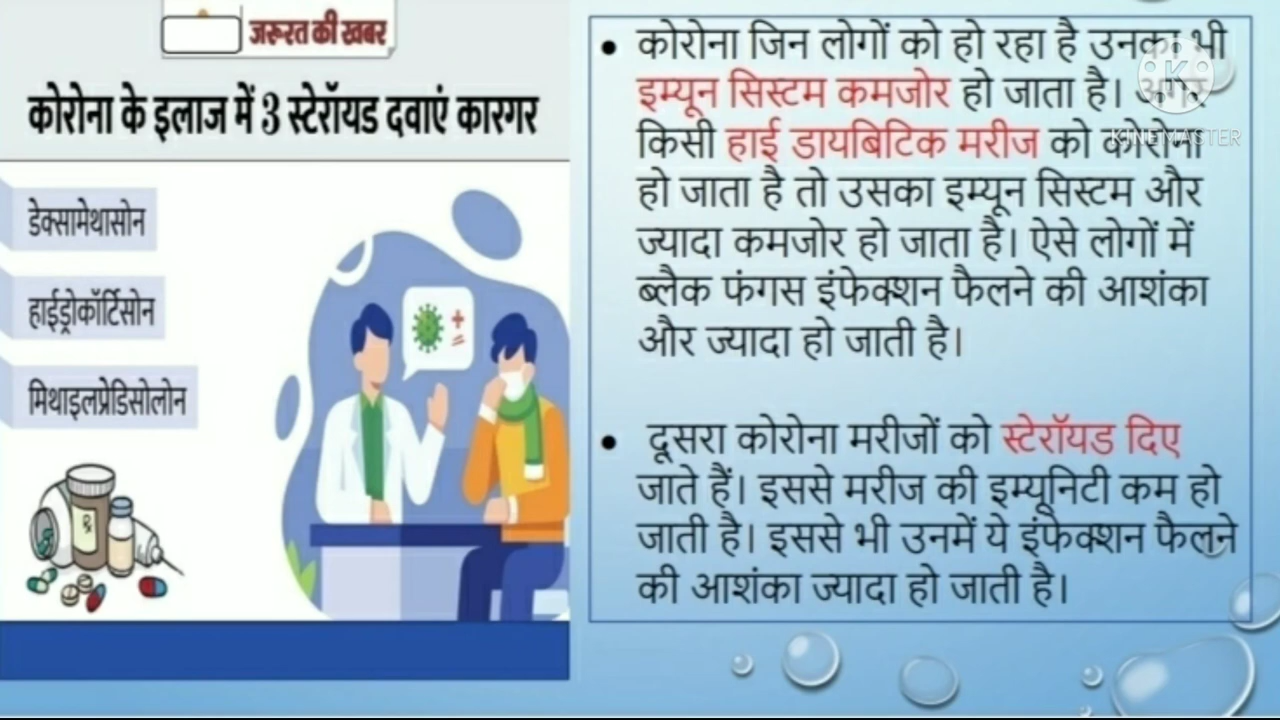 जरूरत की खबर
कोरोना के इलाज में 3 स्टेरॉयड दवाएं कारगर
डेक्सामेथासोन
हाईड्रोकॉर्टिसोन
मिथाइलप्रेडिसोलोन
• कोरोना जिन लोगों को हो रहा है उनका भी
इम्यून सिस्टम कमजोर हो जाता है।
किसी हाई डायबिटिक मरीज को कोरोना
हो जाता है तो उसका इम्यून सिस्टम और
ज्यादा कमजोर हो जाता है। ऐसे लोगों में
ब्लैक फंगस इंफेक्शन फैलने की आशंका
और ज्यादा हो जाती है।
• दूसरा कोरोना मरीजों को स्टेरॉयड दिए
जाते हैं। इससे मरीज की इम्यूनिटी कम हो
जाती है। इससे भी उनमें ये इंफेक्शन फैलने
की आशंका ज्यादा हो जाती है।
K
KINEMASTER